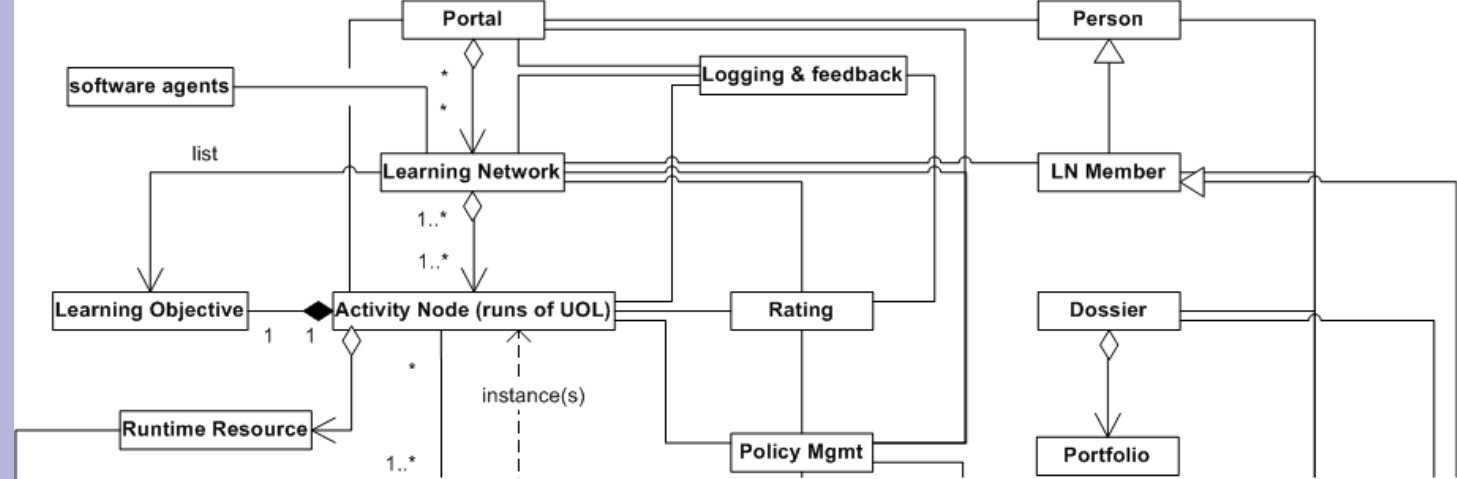 Portal
Person
Logging & feedback
software agents
*
*
list
Learning Network
LN Member
1..*
1..*
Learning Objective
Activity Node (runs of UOL)
Rating
Dossier
1
1
*
instance(s)
Runtime Resource
Policy Mgmt
Portfolio
1..*